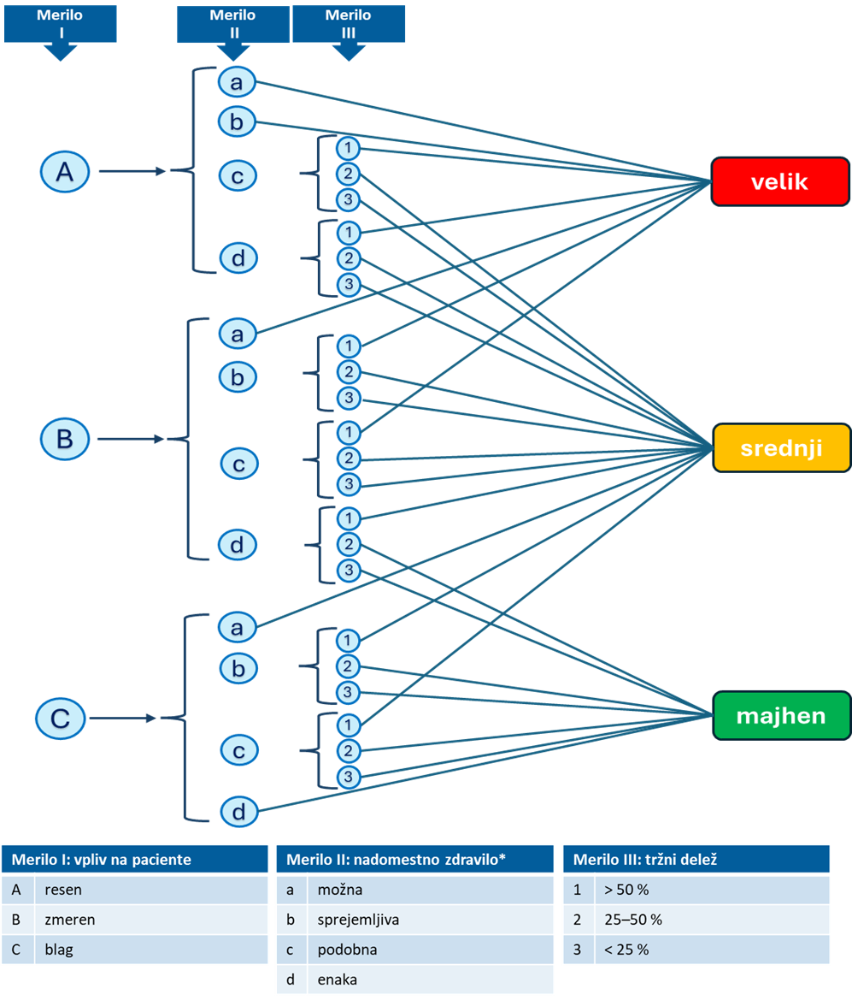 Merilo
I
Merilo
II
Merilo
III
A
a
b
c
1
2
3
d
1
2
3
B
a
b
1
2
3
c
1
2
3
d
1
2
3
C
a
b
1
2
3
c
1
2
3
d
velik
srednji
majhen
Merilo I: vpliv na paciente
A resen
B zmeren
C blag
Merilo II: nadomestno zdravilo*
a možna
b sprejemljiva
c podobna
d enaka
Merilo III: tržni delež
1 > 50 %
2 25–50 %
3 < 25 %